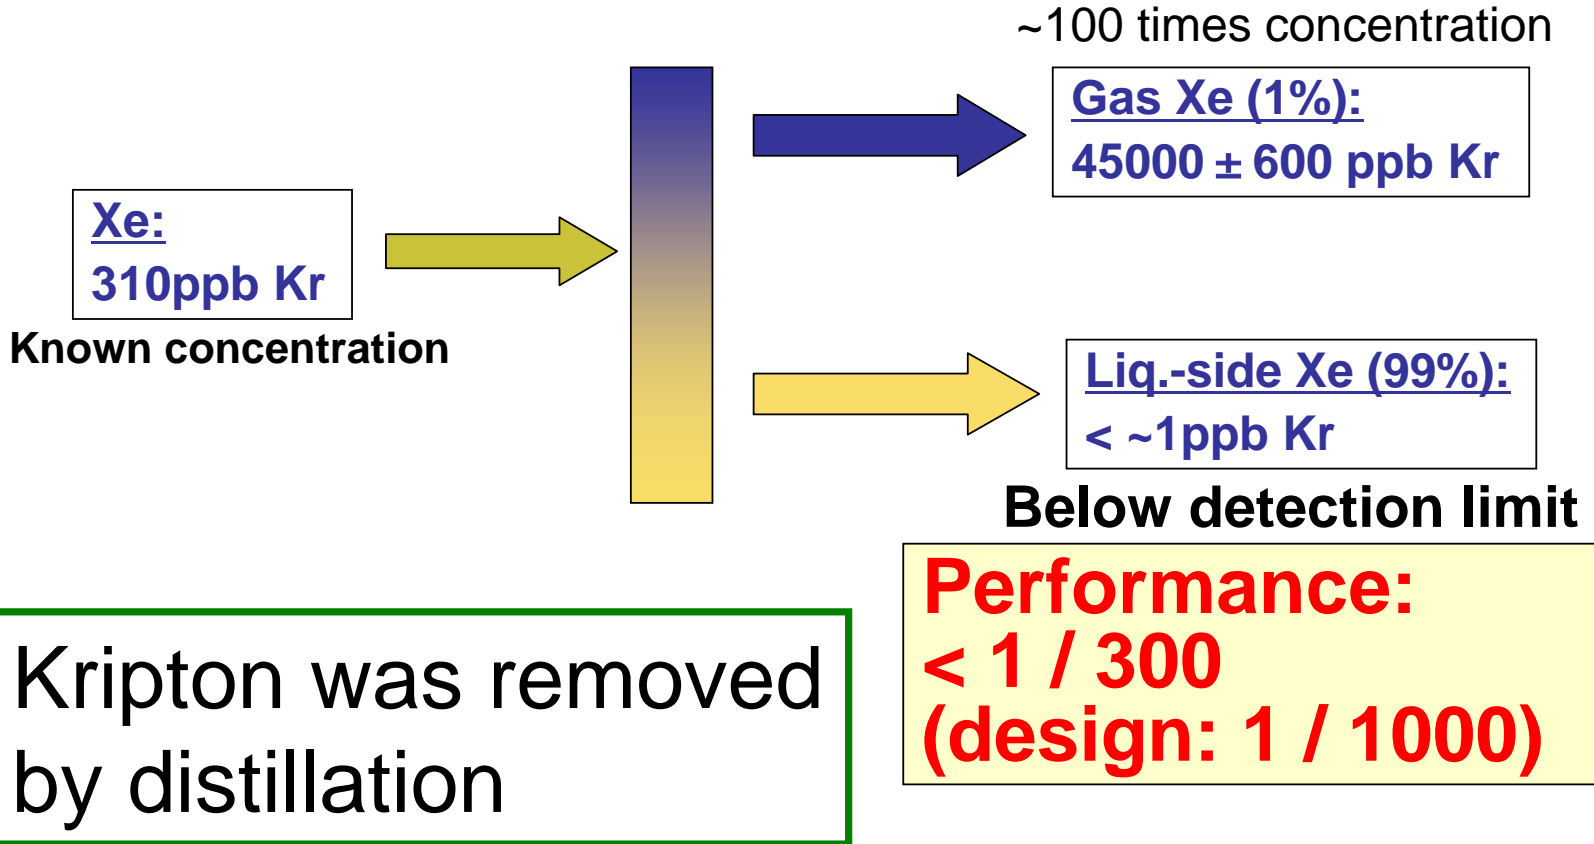 ~100 times concentration
Gas Xe (1%):
45000 ± 600 ppb Kr
Xe:
310ppb Kr
Known concentration
Liq.-side Xe (99%):
< ~1ppb Kr
Below detection limit
Performance:
< 1 / 300
(design: 1 / 1000)
Kripton was removed
by distillation